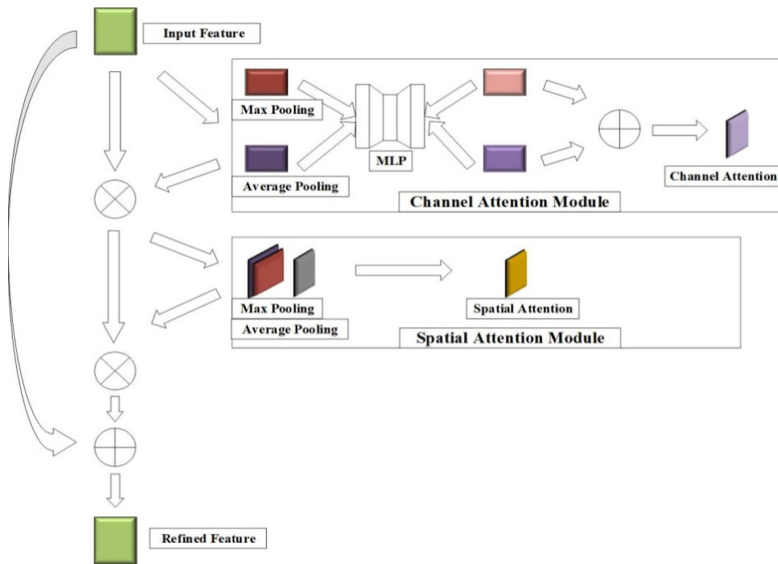 Input Feature
Max Pooling
MLP
Average Pooling
Channel Attention
Channel Attention Module
Max Pooling
Spatial Attention
Average Pooling
Spatial Attention Module
Refined Feature